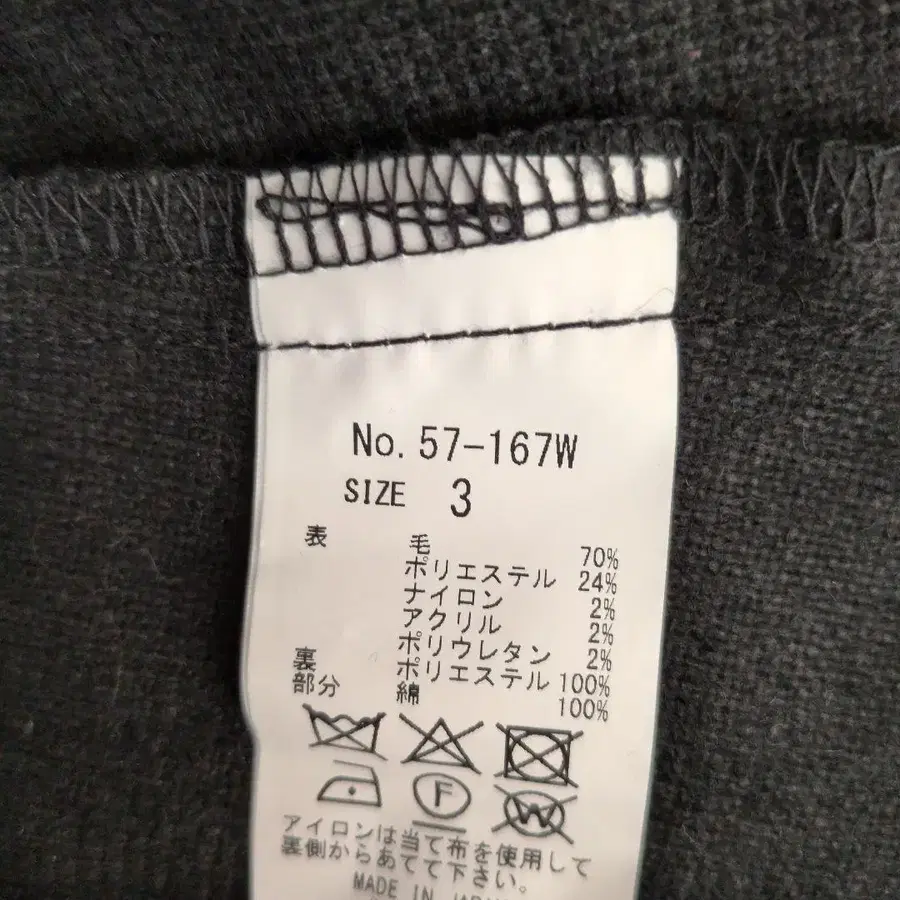 No. 57-167W
SIZE 3
表 毛 70%
ポリエステル 24%
ナイロン 2%
アクリル 2%
ポリウレタン 2%
裏 ポリエステル 100%
部分 綿 100%
F
W
アイロンは当て布を使用して
裏側からあてて下さい。
MADE IN JAPAN